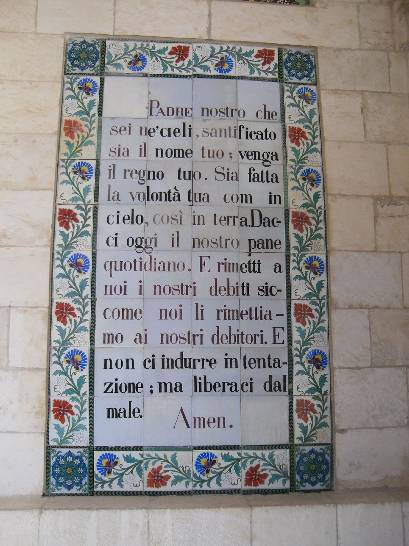 PADRE nostro che
sei ne'cieli, santificato
sia il nome tuo; venga
il regno tuo. Sia fatta
la volontà tua com in
cielo, così in terra.Dac-
ci oggi il nostro pane
quotidiano. E rimetti a
noi i nostri debiti sic-
come noi li rimettia-
mo ai nostri debitori. E
non ci indurre in tenta-
zione; ma liberaci dal
male. Amen.